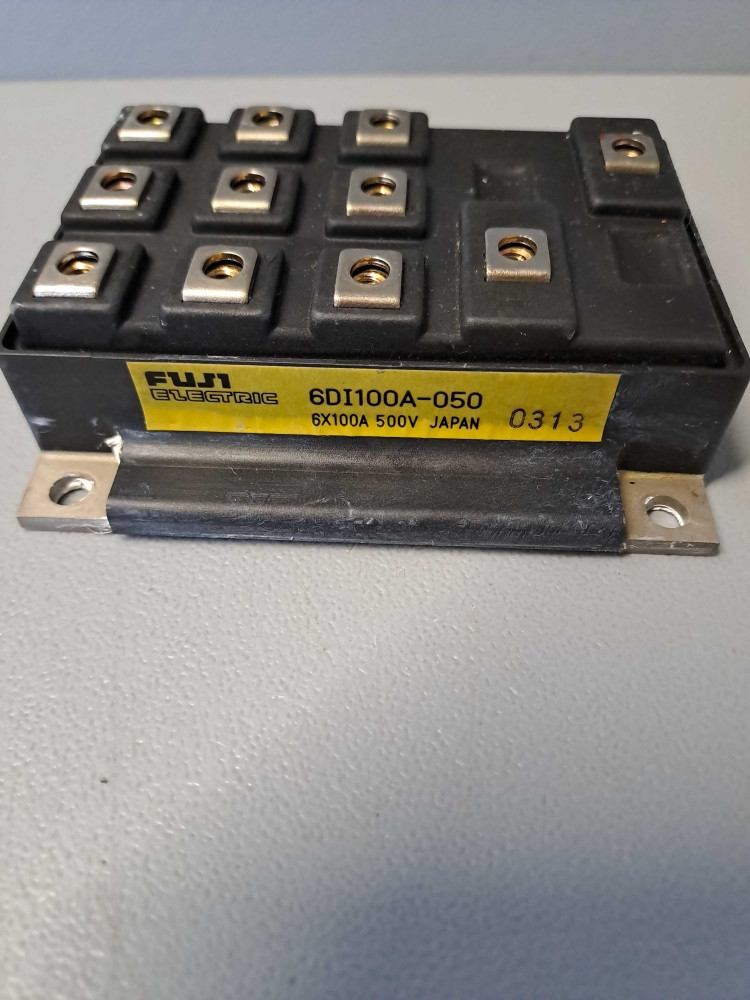 FUJI
ELECTRIC
6DI100A-050
6X100A 500V JAPAN 0313